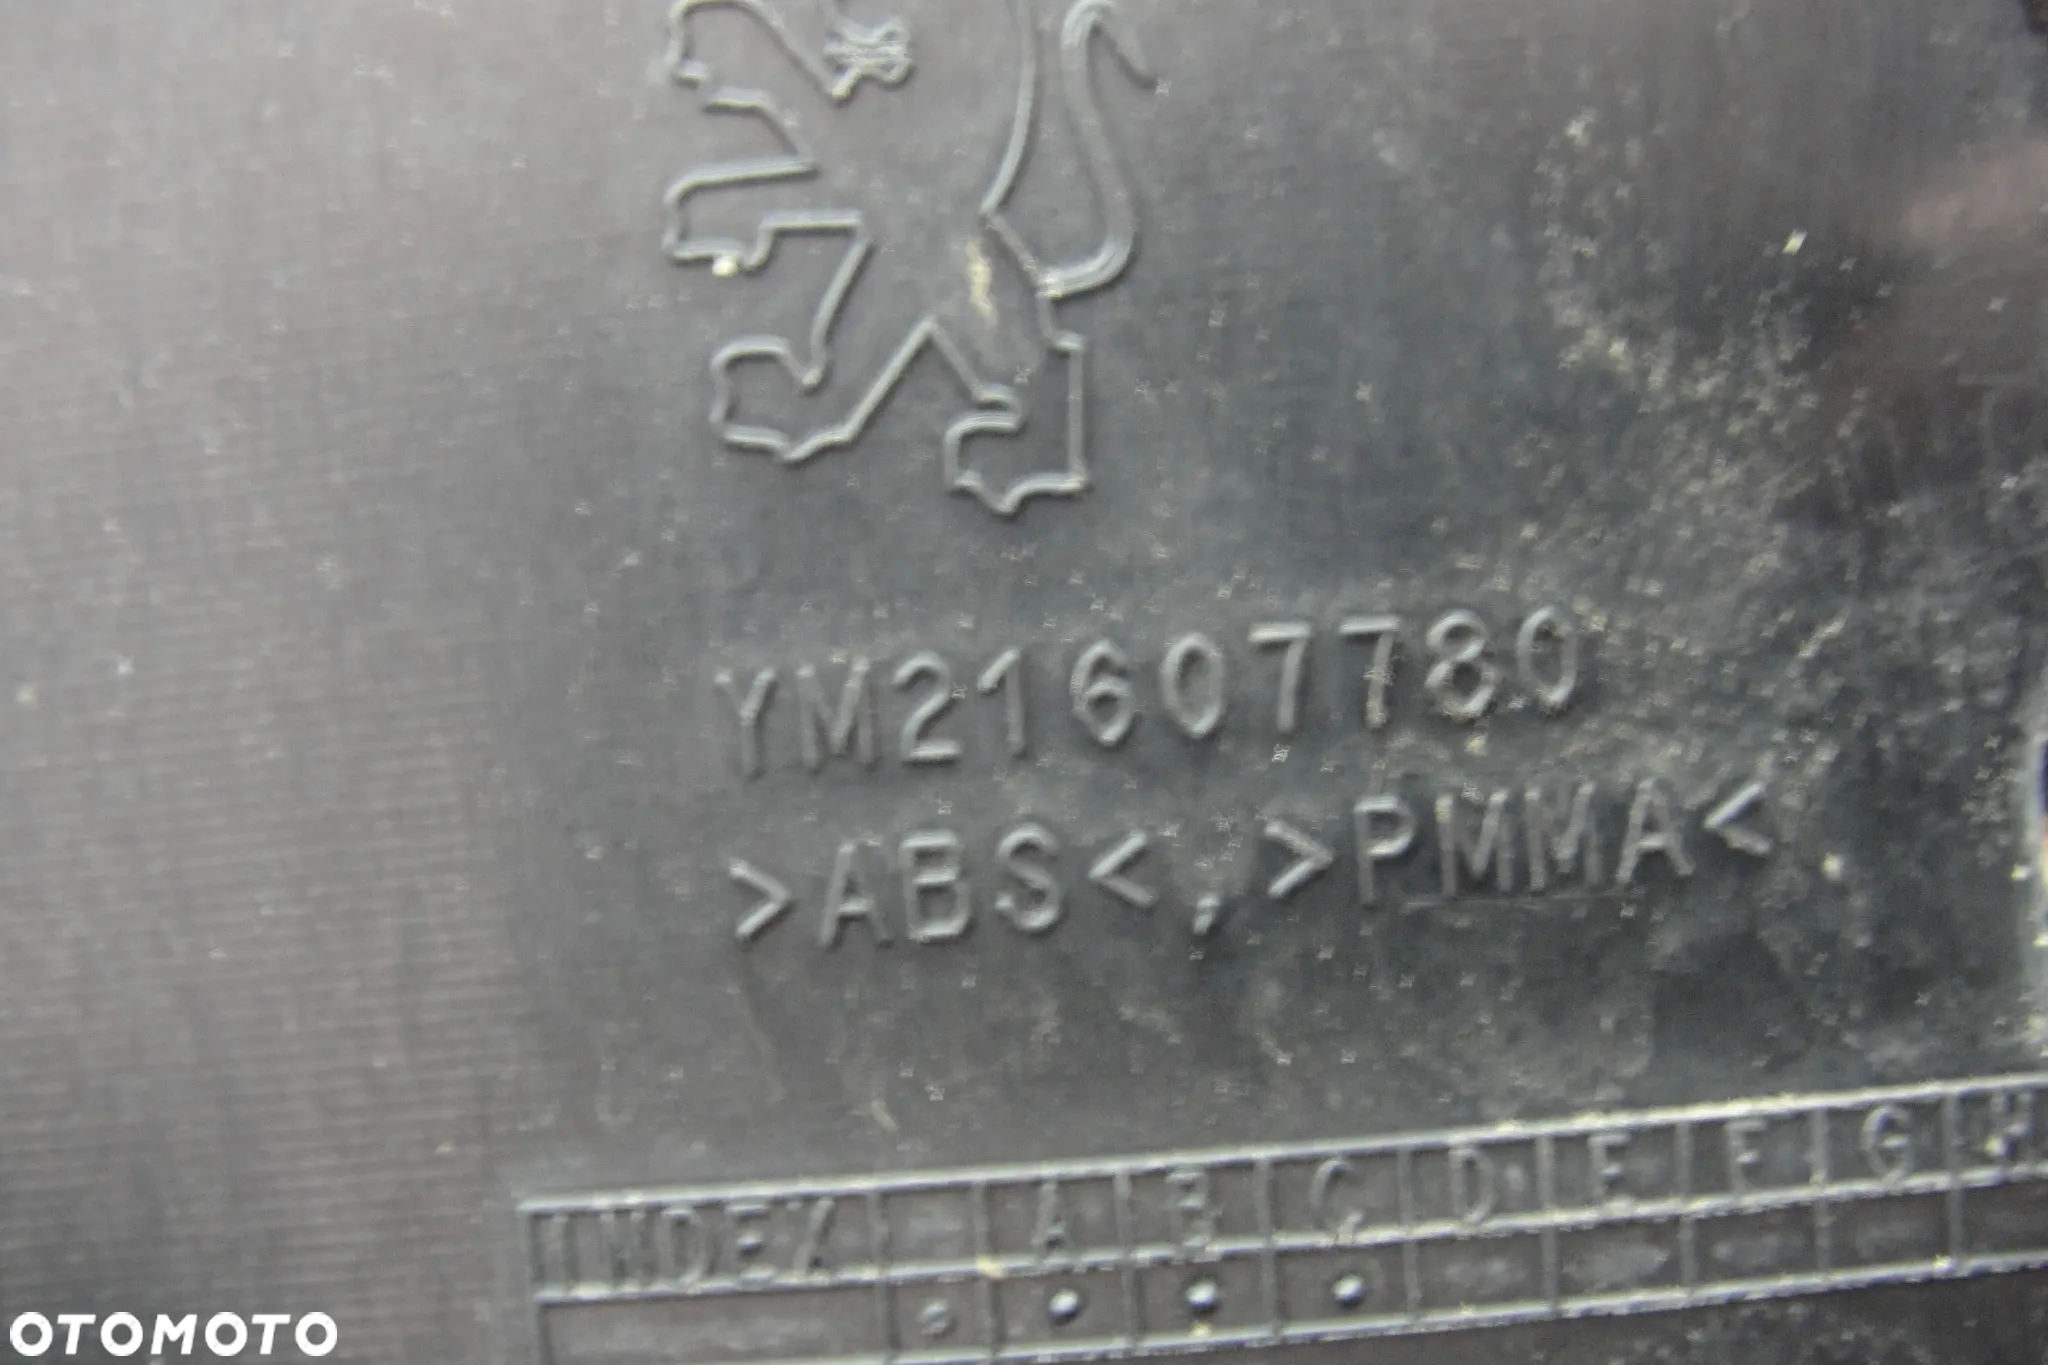 YM21607780
>ABS<,>PMMA<
INDEX - A B C D E F G H
OTOMOTO